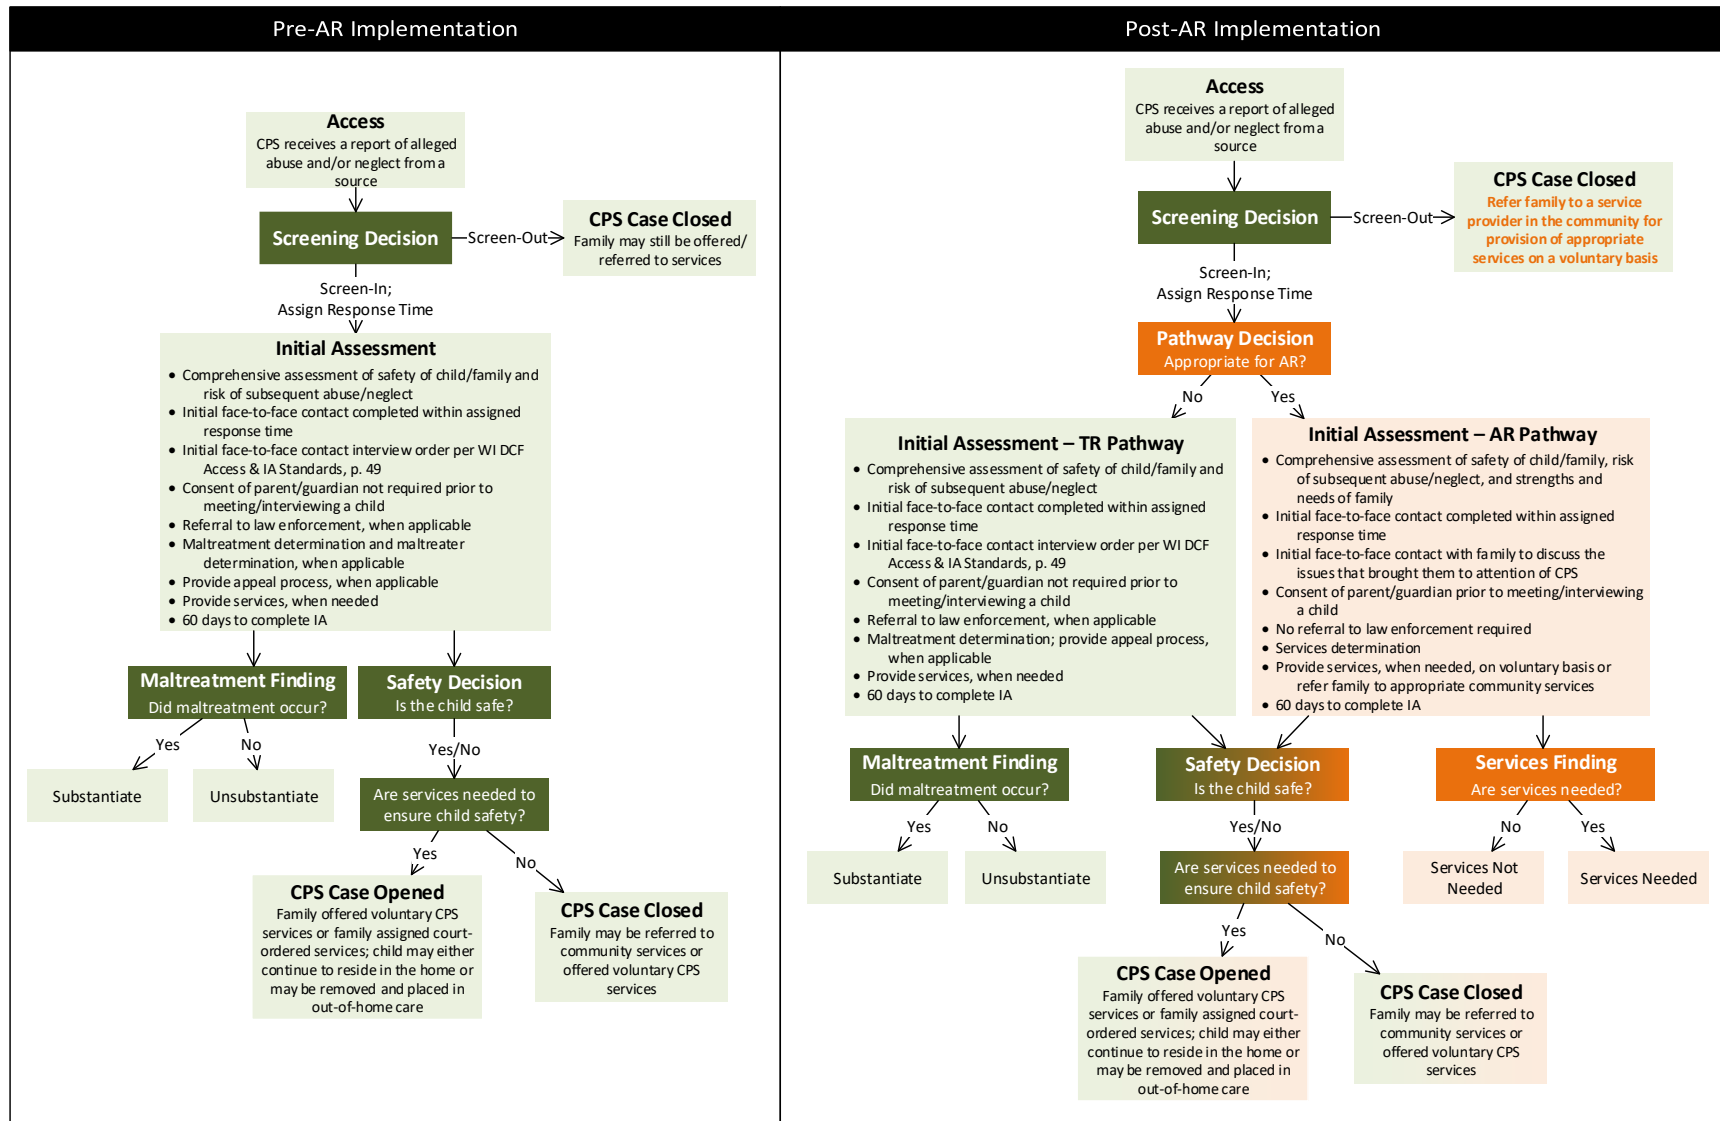 Pre-AR Implementation
Access
CPS receives a report of alleged
abuse and/or neglect from a
source
Screening Decision
Screen-Out
CPS Case Closed
Family may still be offered/
referred to services
Screen-In;
Assign Response Time
Initial Assessment
• Comprehensive assessment of safety of child/family and
risk of subsequent abuse/neglect
• Initial face-to-face contact completed within assigned
response time
• Initial face-to-face contact interview order per WI DCF
Access & IA Standards, p. 49
• Consent of parent/guardian not required prior to
meeting/interviewing a child
• Referral to law enforcement, when applicable
• Maltreatment determination and maltreater
determination, when applicable
• Provide appeal process, when applicable
• Provide services, when needed
• 60 days to complete IA
Maltreatment Finding
Did maltreatment occur?
Yes
No
Substantiate
Unsubstantiate
Safety Decision
Is the child safe?
Yes/No
Are services needed to
ensure child safety?
Yes
No
CPS Case Opened
Family offered voluntary CPS
services or family assigned court-
ordered services; child may either
continue to reside in the home or
may be removed and placed in
out-of-home care
CPS Case Closed
Family may be referred to
community services or
offered voluntary CPS
services
Post-AR Implementation
Access
CPS receives a report of alleged
abuse and/or neglect from a
source
Screening Decision
Screen-Out
CPS Case Closed
Refer family to a service
provider in the community for
provision of appropriate
services on a voluntary basis
Screen-In;
Assign Response Time
Pathway Decision
Appropriate for AR?
No
Yes
Initial Assessment – TR Pathway
• Comprehensive assessment of safety of child/family and
risk of subsequent abuse/neglect
• Initial face-to-face contact completed within assigned
response time
• Initial face-to-face contact interview order per WI DCF
Access & IA Standards, p. 49
• Consent of parent/guardian not required prior to
meeting/interviewing a child
• Referral to law enforcement, when applicable
• Maltreatment determination; provide appeal process,
when applicable
• Provide services, when needed
• 60 days to complete IA
Initial Assessment – AR Pathway
• Comprehensive assessment of safety of child/family, risk
of subsequent abuse/neglect, and strengths and
needs of family
• Initial face-to-face contact completed within assigned
response time
• Initial face-to-face contact with family to discuss the
issues that brought them to attention of CPS
• Consent of parent/guardian prior to meeting/interviewing
a child
• No referral to law enforcement required
• Services determination
• Provide services, when needed, on voluntary basis or
refer family to appropriate community services
• 60 days to complete IA
Maltreatment Finding
Did maltreatment occur?
Yes
No
Substantiate
Unsubstantiate
Safety Decision
Is the child safe?
Yes/No
Are services needed to
ensure child safety?
Yes
No
CPS Case Opened
Family offered voluntary CPS
services or family assigned court-
ordered services; child may either
continue to reside in the home or
may be removed and placed in
out-of-home care
CPS Case Closed
Family may be referred to
community services or
offered voluntary CPS
services
Services Finding
Are services needed?
No
Yes
Services Not
Needed
Services Needed